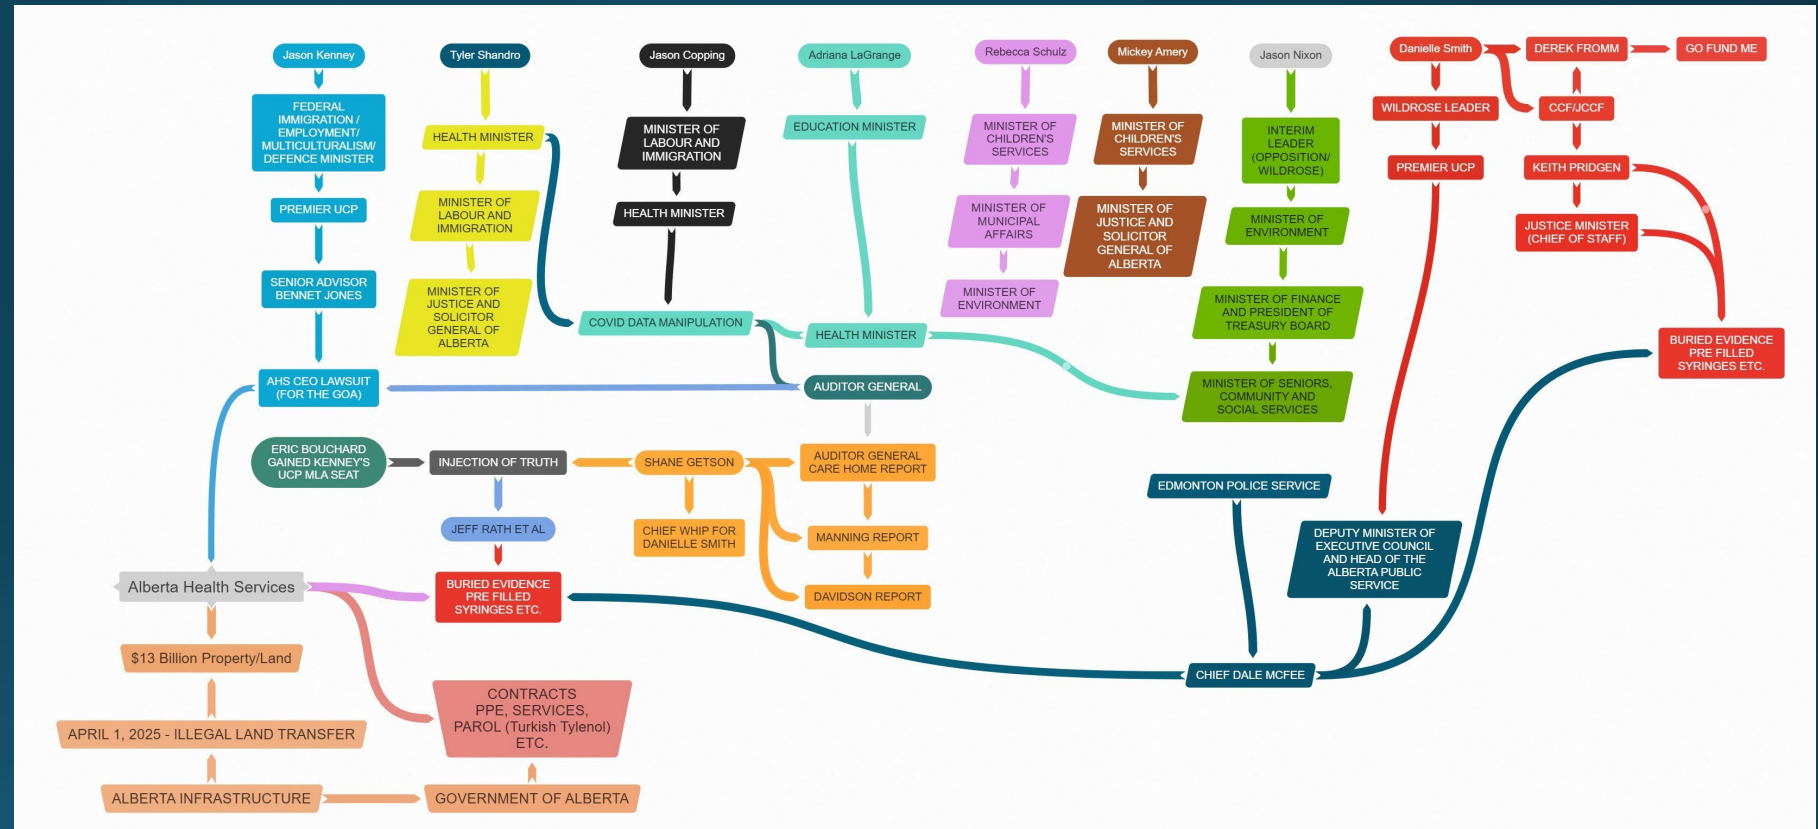 Jason Kenney
Tyler Shandro
Jason Copping
Adriana LaGrange
Rebecca Schulz
Mickey Amery
Jason Nixon
Danielle Smith
DEREK FROMM
GO FUND ME
FEDERAL
IMMIGRATION /
EMPLOYMENT/
MULTICULTURALISM/
DEFENCE MINISTER
HEALTH MINISTER
MINISTER OF
LABOUR AND
IMMIGRATION
EDUCATION MINISTER
MINISTER OF
CHILDREN'S
SERVICES
MINISTER OF
CHILDREN'S
SERVICES
INTERIM
LEADER
(OPPOSITION/
WILDROSE)
WILDROSE LEADER
CCF/JCCF
PREMIER UCP
KEITH PRIDGEN
PREMIER UCP
MINISTER OF
LABOUR AND
IMMIGRATION
HEALTH MINISTER
MINISTER OF
MUNICIPAL
AFFAIRS
MINISTER OF
JUSTICE AND
SOLICITOR
GENERAL OF
ALBERTA
MINISTER OF
ENVIRONMENT
JUSTICE MINISTER
(CHIEF OF STAFF)
SENIOR ADVISOR
BENNET JONES
MINISTER OF
JUSTICE AND
SOLICITOR
GENERAL OF
ALBERTA
COVID DATA MANIPULATION
HEALTH MINISTER
MINISTER OF
ENVIRONMENT
MINISTER OF FINANCE
AND PRESIDENT OF
TREASURY BOARD
BURIED EVIDENCE
PRE FILLED
SYRINGES ETC.
AHS CEO LAWSUIT
(FOR THE GOA)
AUDITOR GENERAL
MINISTER OF SENIORS,
COMMUNITY AND
SOCIAL SERVICES
ERIC BOUCHARD
GAINED KENNEY'S
UCP MLA SEAT
INJECTION OF TRUTH
SHANE GETSON
AUDITOR GENERAL
CARE HOME REPORT
EDMONTON POLICE SERVICE
JEFF RATH ET AL
CHIEF WHIP FOR
DANIELLE SMITH
MANNING REPORT
DEPUTY MINISTER OF
EXECUTIVE COUNCIL
AND HEAD OF THE
ALBERTA PUBLIC
SERVICE
Alberta Health Services
BURIED EVIDENCE
PRE FILLED
SYRINGES ETC.
DAVIDSON REPORT
$13 Billion Property/Land
CHIEF DALE MCFEE
CONTRACTS
PPE, SERVICES,
PAROL (Turkish Tylenol)
ETC.
APRIL 1, 2025 - ILLEGAL LAND TRANSFER
ALBERTA INFRASTRUCTURE
GOVERNMENT OF ALBERTA